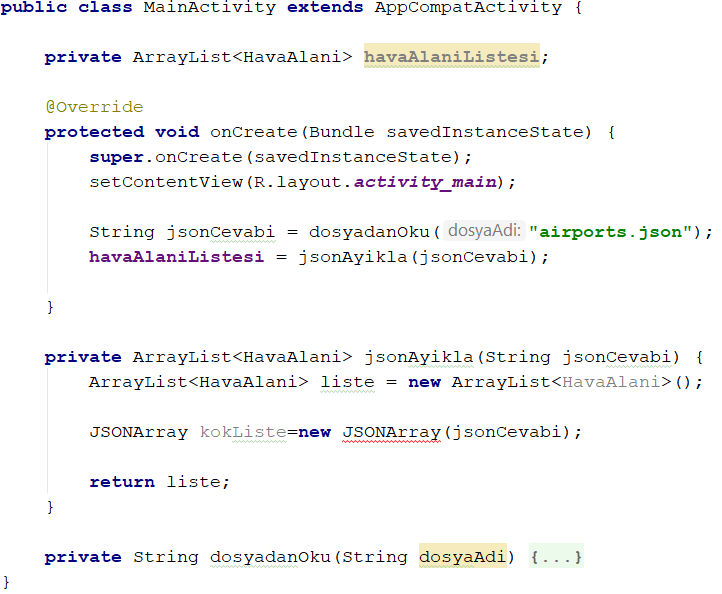 public class MainActivity extends AppCompatActivity {
private ArrayList<HavaAlani> havaAlaniListesi;
@Override
protected void onCreate(Bundle savedInstanceState) {
super.onCreate(savedInstanceState);
setContentView(R.layout.activity_main);
String jsonCevabi = dosyadanOku( dosyaAdi: "airports.json");
havaAlaniListesi = jsonAyikla(jsonCevabi);
}
private ArrayList<HavaAlani> jsonAyikla(String jsonCevabi) {
ArrayList<HavaAlani> liste = new ArrayList<HavaAlani>();
JSONArray kokListe=new JSONArray(jsonCevabi);
return liste;
}
private String dosyadanOku(String dosyaAdi) {...}
}